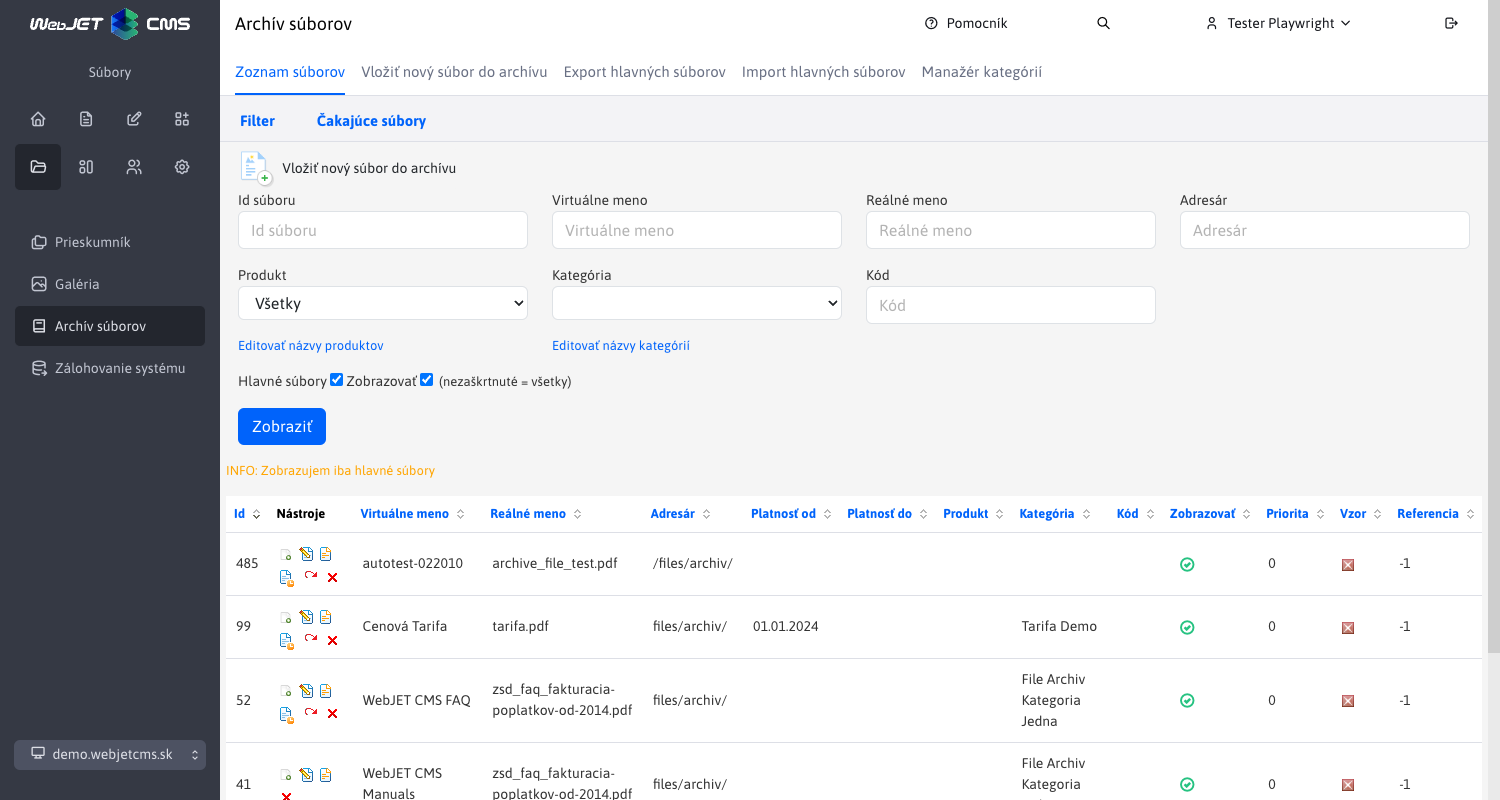 WebJET CMS
Súbory
Prieskumník
Galéria
Archív súborov
Zálohovanie systému
demo.webjetcms.sk
Archív súborov
Pomocník
Tester Playwright
Zoznam súborov Vložiť nový súbor do archívu Export hlavných súborov Import hlavných súborov Manažér kategórií
Filter Čakajúce súbory
Vložiť nový súbor do archívu
Id súboru Virtuálne meno Reálné meno Adresár
Id súboru Virtuálne meno Reálné meno Adresár
Produkt Kategória Kód
Všetky Kód
Editovať názvy produktov Editovať názvy kategórií
Hlavné súbory Zobrazovať (nezaškrtnuté = všetky)
Zobraziť
INFO: Zobrazujem iba hlavné súbory
Id Nástroje Virtuálne meno Reálné meno Adresár Platnosť od Platnosť do Produkt Kategória Kód Zobrazovať Priorita Vzor Referencia
485 autotest-022010 archive_file_test.pdf /files/archiv/ 0 -1
99 Cenová Tarifa tarifa.pdf files/archiv/ 01.01.2024 Tarifa Demo 0 -1
52 WebJET CMS FAQ zsd_faq_fakturacia-poplatkov-od-2014.pdf files/archiv/ File Archiv Kategoria Jedna 0 -1
41 WebJET CMS Manuals zsd_faq_fakturacia-poplatkov-od-2014.pdf files/archiv/ File Archiv Kategoria 0 -1